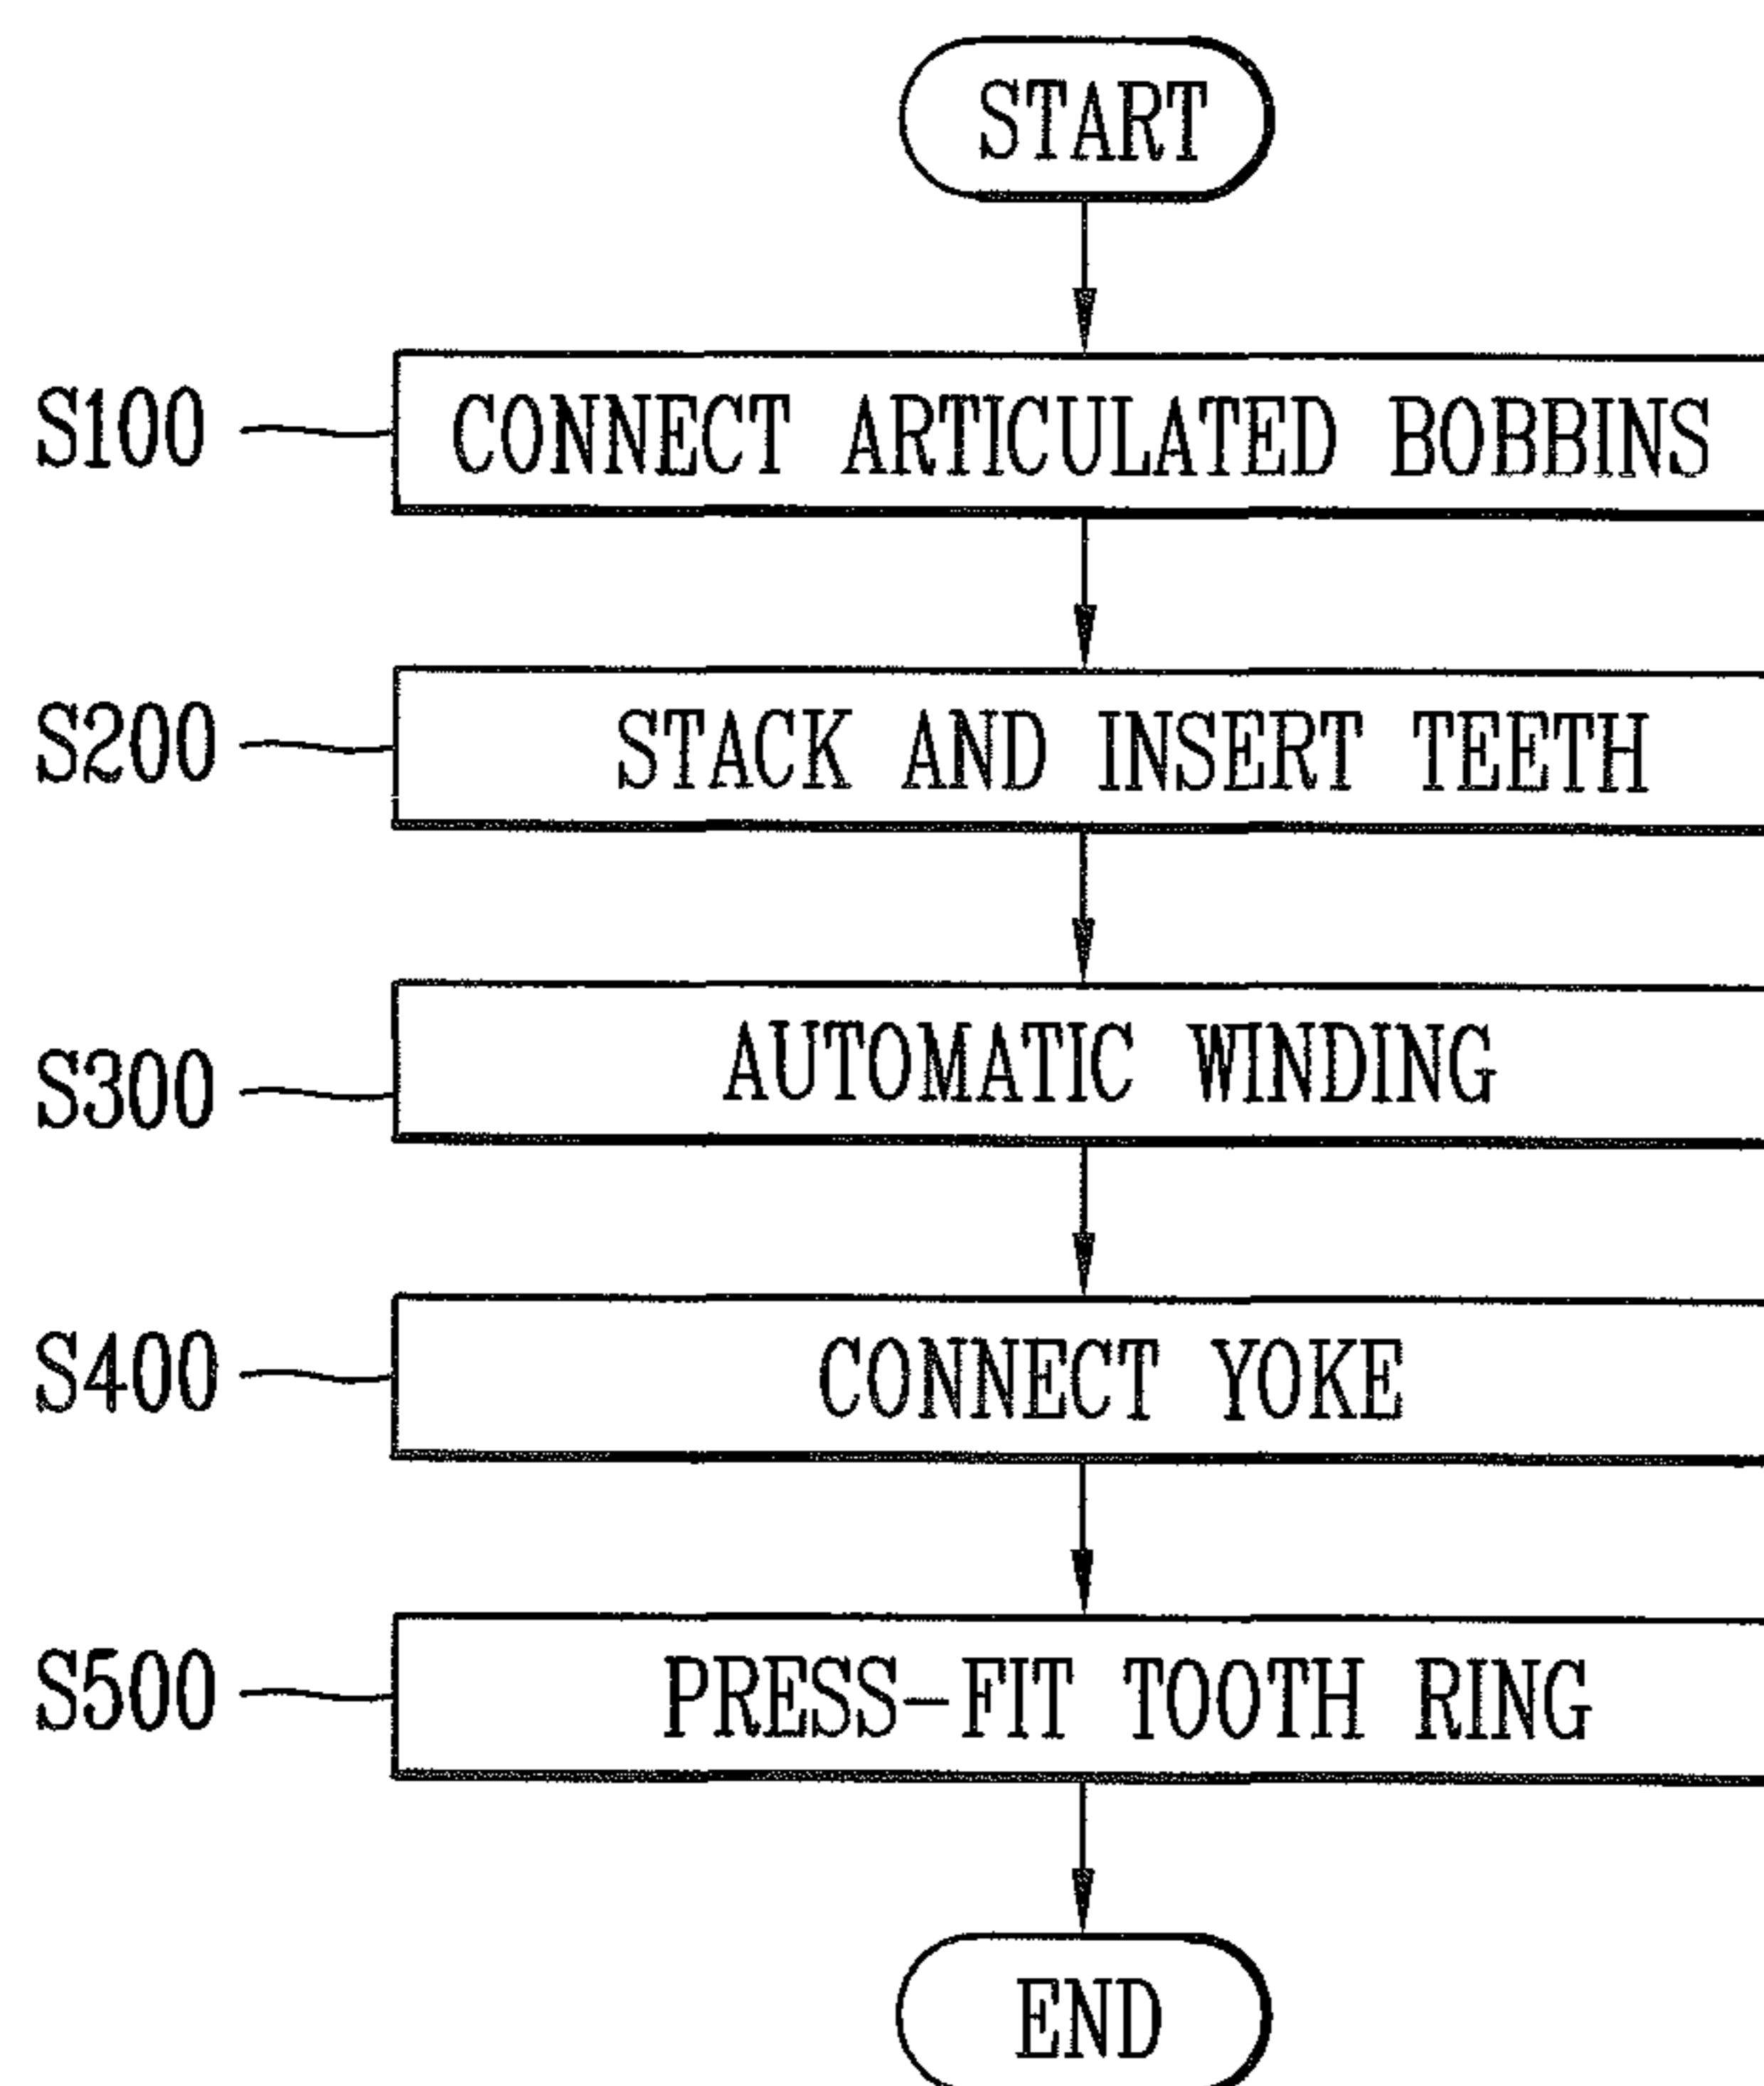 START
S100 CONNECT ARTICULATED BOBBINS
S200 STACK AND INSERT TEETH
S300 AUTOMATIC WINDING
S400 CONNECT YOKE
S500 PRESS-FIT TOOTH RING
END